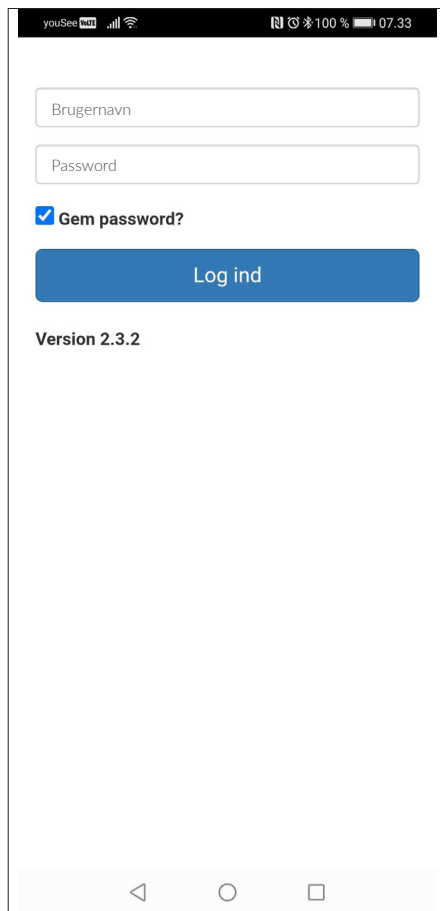 youSee VoLTE 100 % 07.33
Brugernavn
Password
Gem password?
Log ind
Version 2.3.2